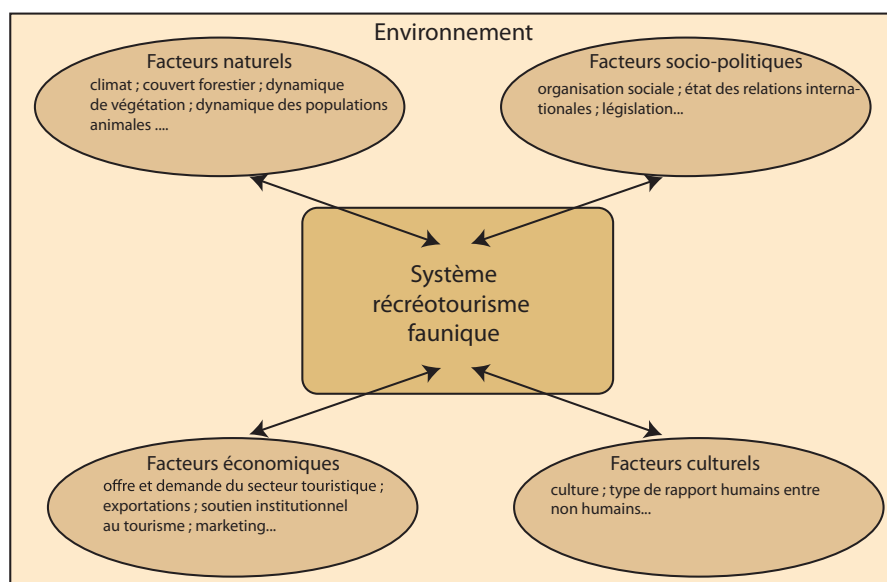 Environnement
Facteurs naturels
climat ; couvert forestier ; dynamique
de végétation ; dynamique des populations
animales ....
Facteurs socio-politiques
organisation sociale ; état des relations interna-
tionales ; législation...
Système
récréotourisme
faunique
Facteurs économiques
offre et demande du secteur touristique ;
exportations ; soutien institutionnel
au tourisme ; marketing...
Facteurs culturels
culture ; type de rapport humains entre
non humains...